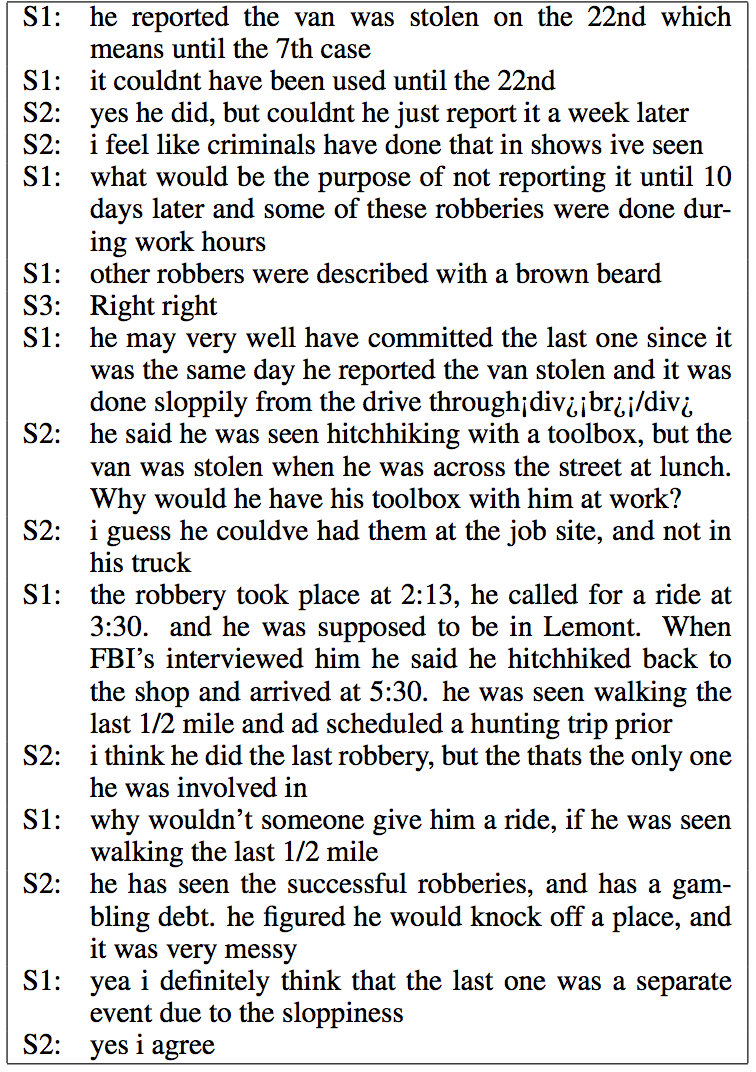 S1: he reported the van was stolen on the 22nd which
means until the 7th case
S1: it couldnt have been used until the 22nd
S2: yes he did, but couldnt he just report it a week later
S2: i feel like criminals have done that in shows ive seen
S1: what would be the purpose of not reporting it until 10
days later and some of these robberies were done dur-
ing work hours
S1: other robbers were described with a brown beard
S3: Right right
S1: he may very well have committed the last one since it
was the same day he reported the van stolen and it was
done sloppily from the drive through¡div¿¡br¿¡/div¿
S2: he said he was seen hitchhiking with a toolbox, but the
van was stolen when he was across the street at lunch.
Why would he have his toolbox with him at work?
S2: i guess he couldve had them at the job site, and not in
his truck
S1: the robbery took place at 2:13, he called for a ride at
3:30. and he was supposed to be in Lemont. When
FBI's interviewed him he said he hitchhiked back to
the shop and arrived at 5:30. he was seen walking the
last 1/2 mile and ad scheduled a hunting trip prior
S2: i think he did the last robbery, but the thats the only one
he was involved in
S1: why wouldn't someone give him a ride, if he was seen
walking the last 1/2 mile
S2: he has seen the successful robberies, and has a gam-
bling debt. he figured he would knock off a place, and
it was very messy
S1: yea i definitely think that the last one was a separate
event due to the sloppiness
S2: yes i agree